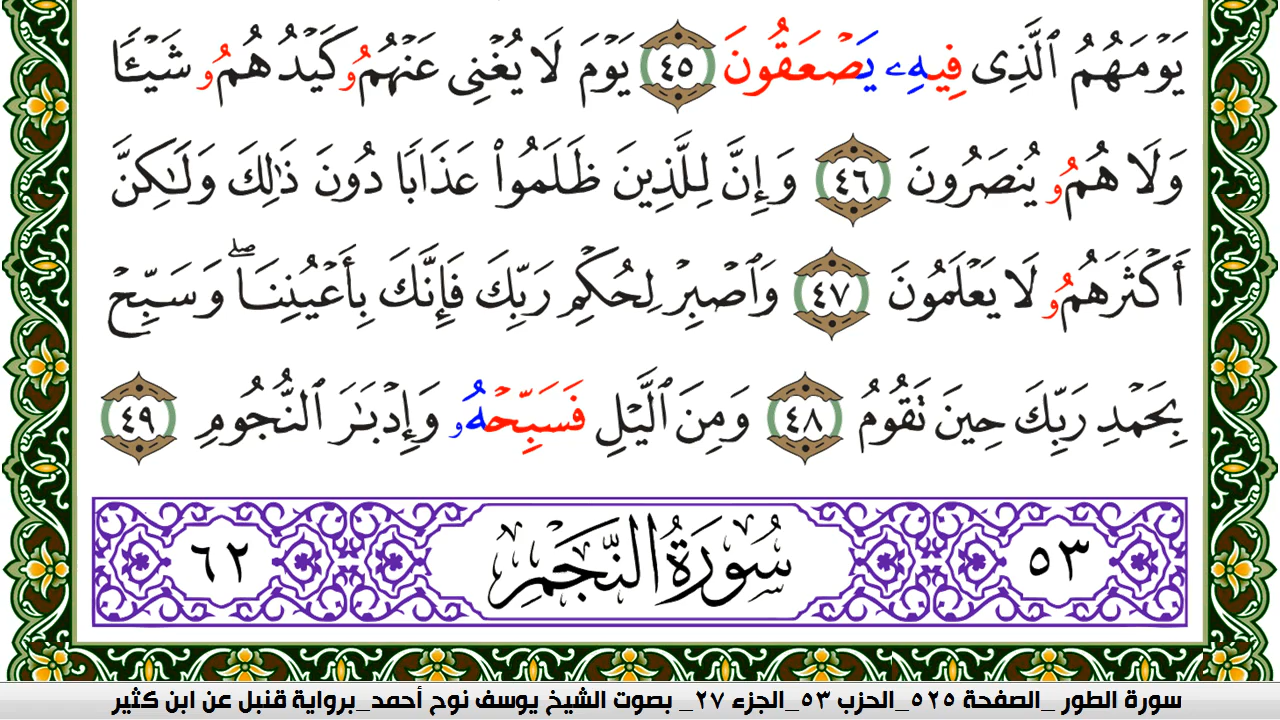 يَوْمَهُمُ ٱلَّذِى فِيهِۦ يَصْعَقُونَ ٤٥ يَوْمَ لَا يُغْنِى عَنْهُمُۥ كَيْدُهُمُۥ شَيْـًٔا
وَلَا هُمُۥ يُنصَرُونَ ٤٦ وَإِنَّ لِلَّذِينَ ظَلَمُواْ عَذَابًا دُونَ ذَٰلِكَ وَلَٰكِنَّ
أَكْثَرَهُمُۥ لَا يَعْلَمُونَ ٤٧ وَٱصْبِرْ لِحُكْمِ رَبِّكَ فَإِنَّكَ بِأَعْيُنِنَاۖ وَسَبِّحْ
بِحَمْدِ رَبِّكَ حِينَ تَقُومُ ٤٨ وَمِنَ ٱلَّيْلِ فَسَبِّحْهُۥ وَإِدْبَٰرَ ٱلنُّجُومِ ٤٩
٥٣ سُورَةُ النَّجْمِ ٦٢
سورة الطور _الصفحة ٥٢٥_الحزب ٥٣_الجزء ٢٧_ بصوت الشيخ يوسف نوح أحمد_برواية قنبل عن ابن كثير